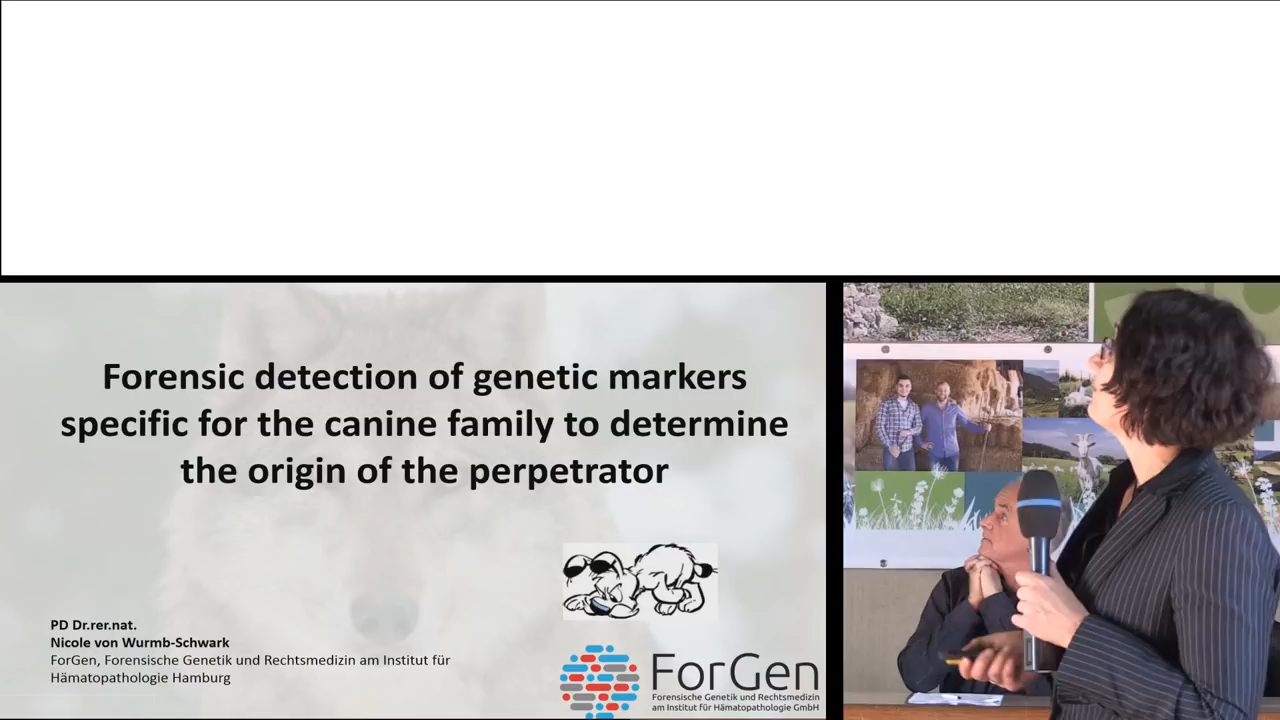 Forensic detection of genetic markers
specific for the canine family to determine
the origin of the perpetrator
PD Dr.rer.nat.
Nicole von Wurmb-Schwark
ForGen, Forensische Genetik und Rechtsmedizin am Institut für
Hämatopathologie Hamburg
ForGen
Forensische Genetik und Rechtsmedizin
am Institut für Hämatopathologie GmbH